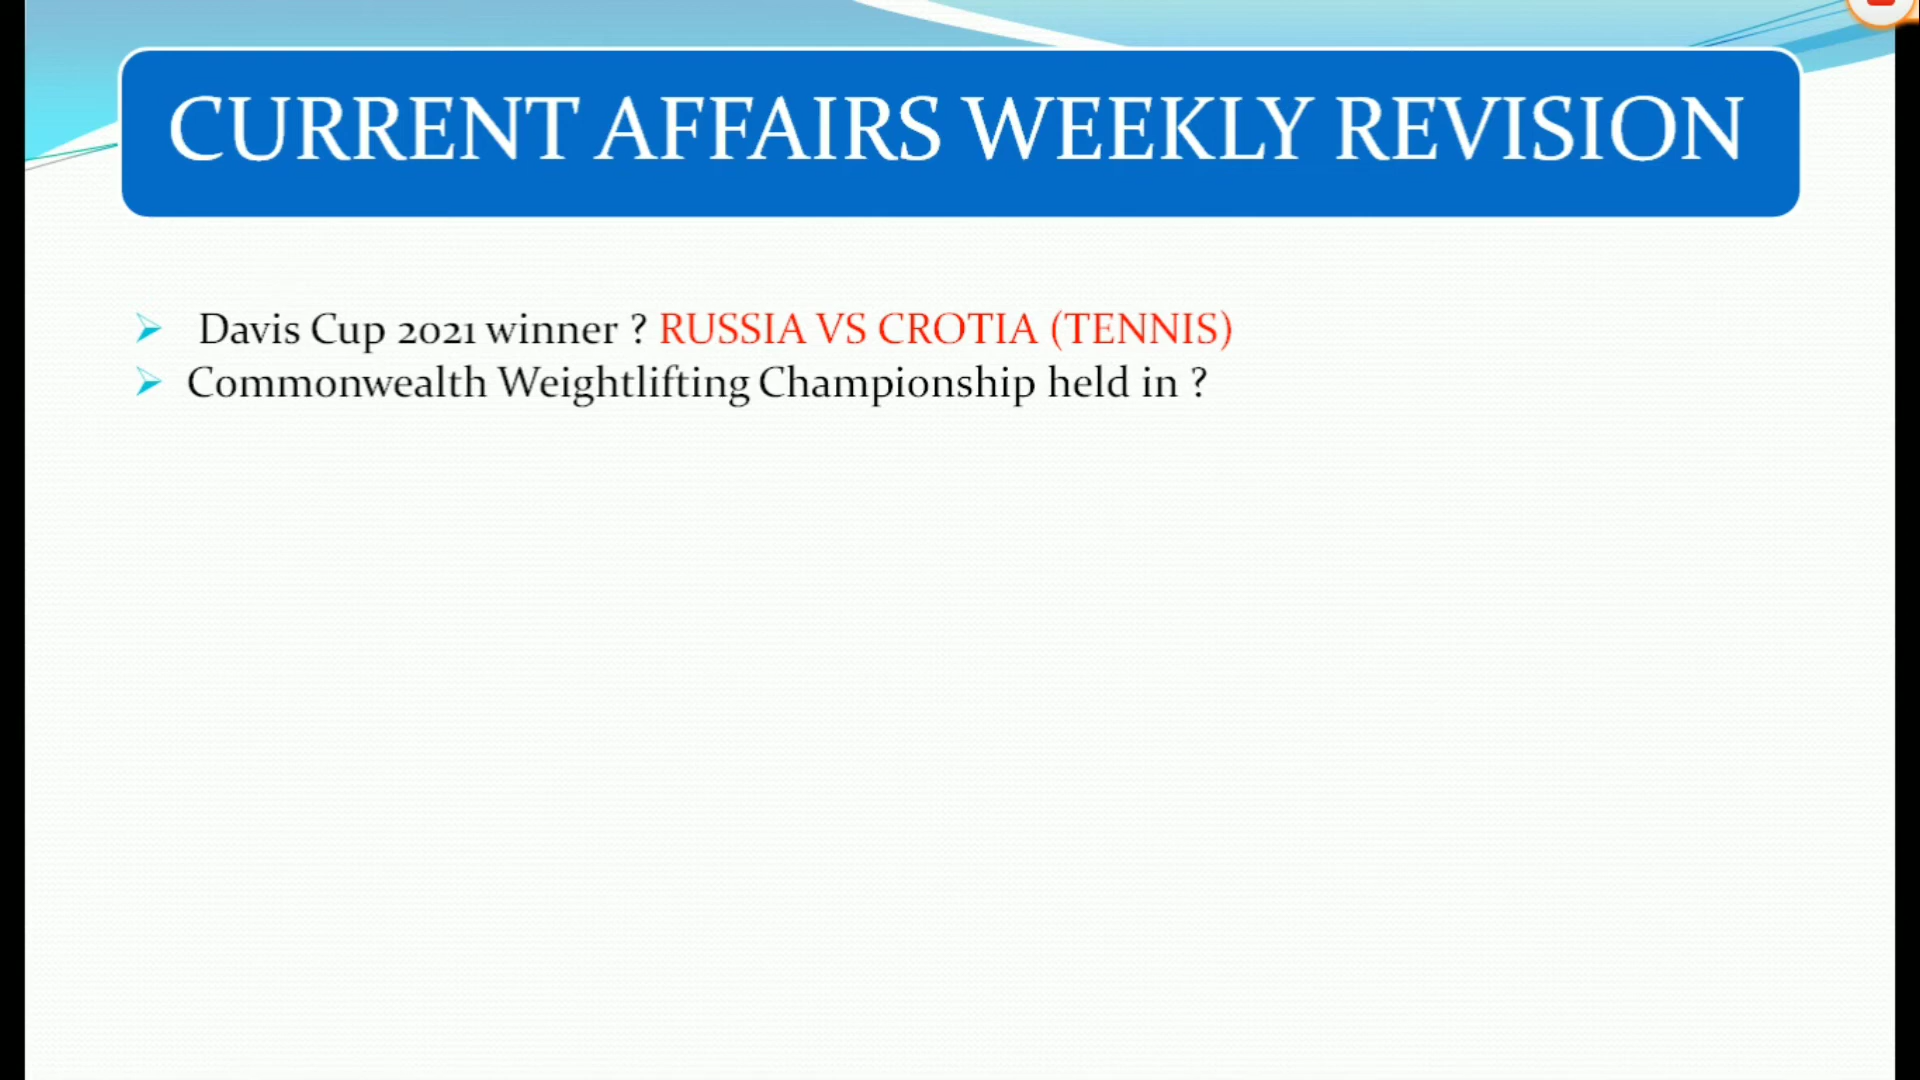 CURRENT AFFAIRS WEEKLY REVISION
Davis Cup 2021 winner ? RUSSIA VS CROTIA (TENNIS)
Commonwealth Weightlifting Championship held in ?